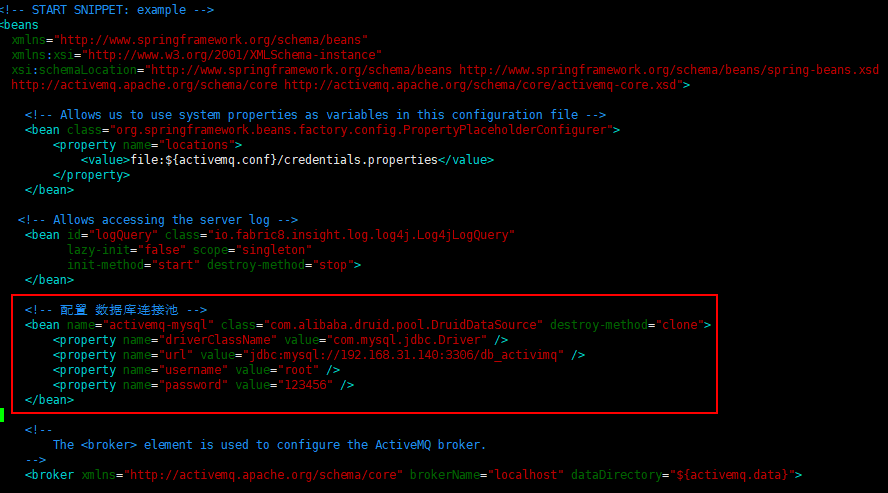 <!-- START SNIPPET: example -->
<beans
xmlns="http://www.springframework.org/schema/beans"
xmlns:xsi="http://www.w3.org/2001/XMLSchema-instance"
xsi:schemaLocation="http://www.springframework.org/schema/beans http://www.springframework.org/schema/beans/spring-beans.xsd
http://activemq.apache.org/schema/core http://activemq.apache.org/schema/core/activemq-core.xsd">
<!-- Allows us to use system properties as variables in this configuration file -->
<bean class="org.springframework.beans.factory.config.PropertyPlaceholderConfigurer">
<property name="locations">
<value>file:${activemq.conf}/credentials.properties</value>
</property>
</bean>
<!-- Allows accessing the server log -->
<bean id="logQuery" class="io.fabric8.insight.log.log4j.Log4jLogQuery"
lazy-init="false" scope="singleton"
init-method="start" destroy-method="stop">
</bean>
<!-- 配置 数据库连接池 -->
<bean name="activemq-mysql" class="com.alibaba.druid.pool.DruidDataSource" destroy-method="clone">
<property name="driverClassName" value="com.mysql.jdbc.Driver" />
<property name="url" value="jdbc:mysql://192.168.31.140:3306/db_activimq" />
<property name="username" value="root" />
<property name="password" value="123456" />
</bean>
<!--
The <broker> element is used to configure the ActiveMQ broker.
-->
<broker xmlns="http://activemq.apache.org/schema/core" brokerName="localhost" dataDirectory="${activemq.data}">